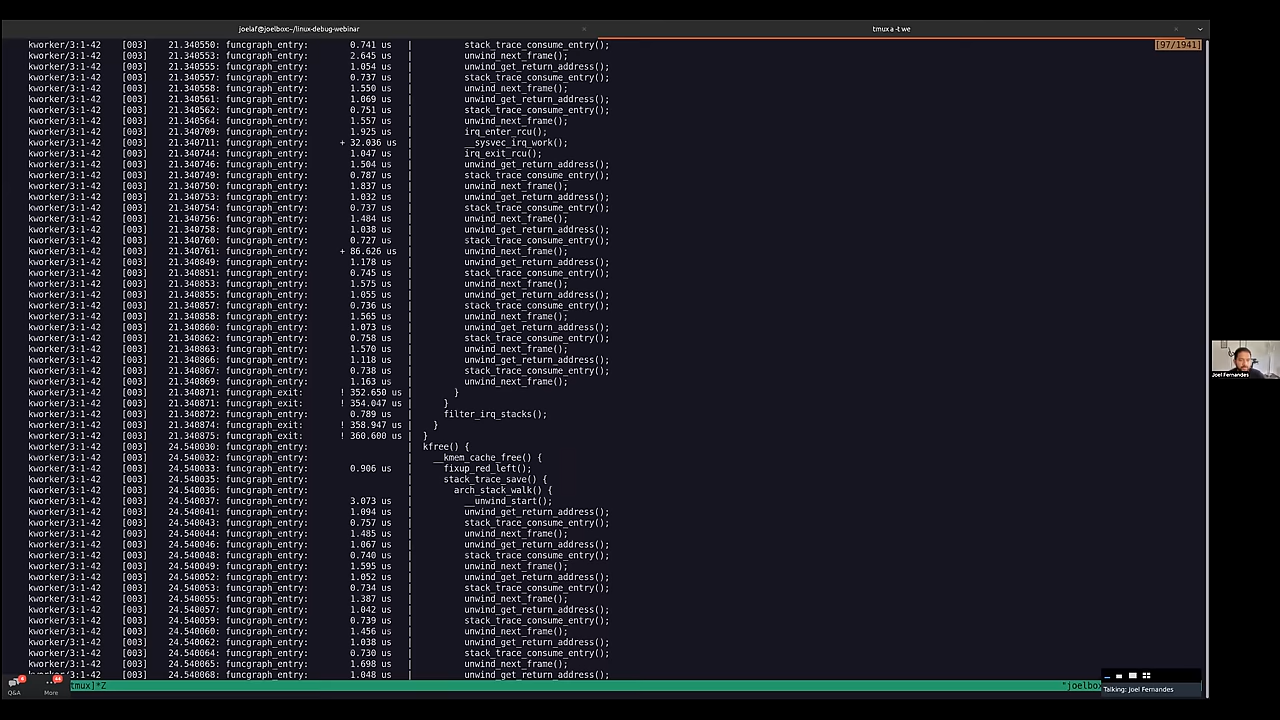 joelaf@joelbox:~/linux-debug-webinar
tmux a -t we
[97/1941]
kworker/3:1-42 [003] 21.340550: funcgraph_entry: 0.741 us | stack_trace_consume_entry();
kworker/3:1-42 [003] 21.340553: funcgraph_entry: 2.645 us | unwind_next_frame();
kworker/3:1-42 [003] 21.340555: funcgraph_entry: 1.054 us | unwind_get_return_address();
kworker/3:1-42 [003] 21.340557: funcgraph_entry: 0.737 us | stack_trace_consume_entry();
kworker/3:1-42 [003] 21.340558: funcgraph_entry: 1.550 us | unwind_next_frame();
kworker/3:1-42 [003] 21.340561: funcgraph_entry: 1.069 us | unwind_get_return_address();
kworker/3:1-42 [003] 21.340562: funcgraph_entry: 0.751 us | stack_trace_consume_entry();
kworker/3:1-42 [003] 21.340564: funcgraph_entry: 1.557 us | unwind_next_frame();
kworker/3:1-42 [003] 21.340709: funcgraph_entry: 1.925 us | irq_enter_rcu();
kworker/3:1-42 [003] 21.340711: funcgraph_entry: + 32.036 us | __sysvec_irq_work();
kworker/3:1-42 [003] 21.340744: funcgraph_entry: 1.047 us | irq_exit_rcu();
kworker/3:1-42 [003] 21.340746: funcgraph_entry: 1.504 us | unwind_get_return_address();
kworker/3:1-42 [003] 21.340749: funcgraph_entry: 0.787 us | stack_trace_consume_entry();
kworker/3:1-42 [003] 21.340750: funcgraph_entry: 1.837 us | unwind_next_frame();
kworker/3:1-42 [003] 21.340753: funcgraph_entry: 1.032 us | unwind_get_return_address();
kworker/3:1-42 [003] 21.340754: funcgraph_entry: 0.737 us | stack_trace_consume_entry();
kworker/3:1-42 [003] 21.340756: funcgraph_entry: 1.484 us | unwind_next_frame();
kworker/3:1-42 [003] 21.340758: funcgraph_entry: 1.038 us | unwind_get_return_address();
kworker/3:1-42 [003] 21.340760: funcgraph_entry: 0.727 us | stack_trace_consume_entry();
kworker/3:1-42 [003] 21.340761: funcgraph_entry: + 86.626 us | unwind_next_frame();
kworker/3:1-42 [003] 21.340849: funcgraph_entry: 1.178 us | unwind_get_return_address();
kworker/3:1-42 [003] 21.340851: funcgraph_entry: 0.745 us | stack_trace_consume_entry();
kworker/3:1-42 [003] 21.340853: funcgraph_entry: 1.575 us | unwind_next_frame();
kworker/3:1-42 [003] 21.340855: funcgraph_entry: 1.055 us | unwind_get_return_address();
kworker/3:1-42 [003] 21.340857: funcgraph_entry: 0.736 us | stack_trace_consume_entry();
kworker/3:1-42 [003] 21.340858: funcgraph_entry: 1.565 us | unwind_next_frame();
kworker/3:1-42 [003] 21.340860: funcgraph_entry: 1.073 us | unwind_get_return_address();
kworker/3:1-42 [003] 21.340862: funcgraph_entry: 0.758 us | stack_trace_consume_entry();
kworker/3:1-42 [003] 21.340863: funcgraph_entry: 1.570 us | unwind_next_frame();
kworker/3:1-42 [003] 21.340866: funcgraph_entry: 1.118 us | unwind_get_return_address();
kworker/3:1-42 [003] 21.340867: funcgraph_entry: 0.738 us | stack_trace_consume_entry();
kworker/3:1-42 [003] 21.340869: funcgraph_entry: 1.163 us | unwind_next_frame();
kworker/3:1-42 [003] 21.340871: funcgraph_exit: ! 352.650 us | }
kworker/3:1-42 [003] 21.340871: funcgraph_exit: ! 354.047 us | }
kworker/3:1-42 [003] 21.340872: funcgraph_entry: 0.789 us | filter_irq_stacks();
kworker/3:1-42 [003] 21.340874: funcgraph_exit: ! 358.947 us | }
kworker/3:1-42 [003] 21.340875: funcgraph_exit: ! 360.600 us | }
kworker/3:1-42 [003] 24.540030: funcgraph_entry: | kfree() {
kworker/3:1-42 [003] 24.540032: funcgraph_entry: | __kmem_cache_free() {
kworker/3:1-42 [003] 24.540033: funcgraph_entry: 0.906 us | fixup_red_left();
kworker/3:1-42 [003] 24.540035: funcgraph_entry: | stack_trace_save() {
kworker/3:1-42 [003] 24.540036: funcgraph_entry: | arch_stack_walk() {
kworker/3:1-42 [003] 24.540037: funcgraph_entry: 3.073 us | __unwind_start();
kworker/3:1-42 [003] 24.540041: funcgraph_entry: 1.094 us | unwind_get_return_address();
kworker/3:1-42 [003] 24.540043: funcgraph_entry: 0.757 us | stack_trace_consume_entry();
kworker/3:1-42 [003] 24.540044: funcgraph_entry: 1.485 us | unwind_next_frame();
kworker/3:1-42 [003] 24.540046: funcgraph_entry: 1.067 us | unwind_get_return_address();
kworker/3:1-42 [003] 24.540048: funcgraph_entry: 0.740 us | stack_trace_consume_entry();
kworker/3:1-42 [003] 24.540049: funcgraph_entry: 1.595 us | unwind_next_frame();
kworker/3:1-42 [003] 24.540052: funcgraph_entry: 1.052 us | unwind_get_return_address();
kworker/3:1-42 [003] 24.540053: funcgraph_entry: 0.734 us | stack_trace_consume_entry();
kworker/3:1-42 [003] 24.540055: funcgraph_entry: 1.387 us | unwind_next_frame();
kworker/3:1-42 [003] 24.540057: funcgraph_entry: 1.042 us | unwind_get_return_address();
kworker/3:1-42 [003] 24.540059: funcgraph_entry: 0.739 us | stack_trace_consume_entry();
kworker/3:1-42 [003] 24.540060: funcgraph_entry: 1.456 us | unwind_next_frame();
kworker/3:1-42 [003] 24.540062: funcgraph_entry: 1.038 us | unwind_get_return_address();
kworker/3:1-42 [003] 24.540064: funcgraph_entry: 0.730 us | stack_trace_consume_entry();
kworker/3:1-42 [003] 24.540065: funcgraph_entry: 1.698 us | unwind_next_frame();
kworker/3:1-42 [003] 24.540068: funcgraph_entry: 1.048 us | unwind_get_return_address();
Joel Fernandes
tmux]*Z
"joelbox
Q&A
More
Talking: Joel Fernandes